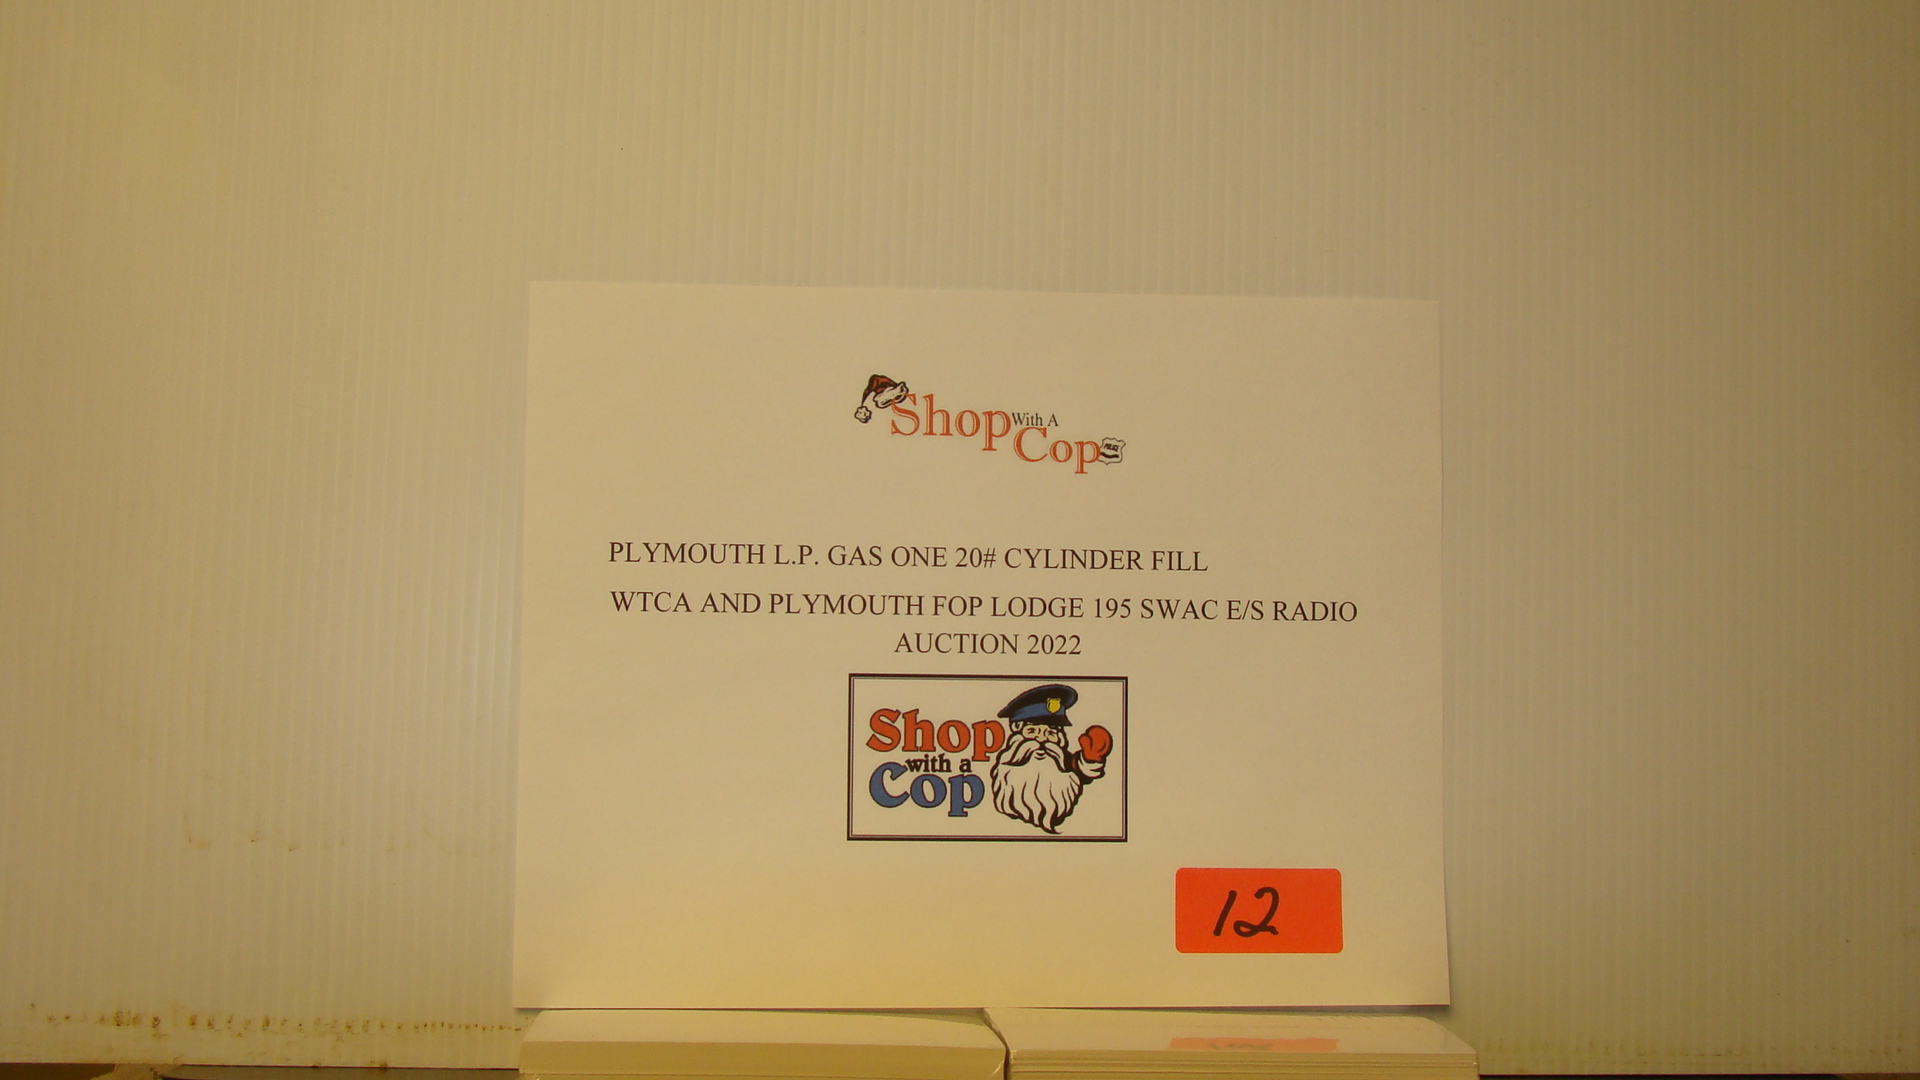 Shop With A
Cop
POLICE
PLYMOUTH L.P. GAS ONE 20# CYLINDER FILL
WTCA AND PLYMOUTH FOP LODGE 195 SWAC E/S RADIO
AUCTION 2022
Shop
with a
Cop
12